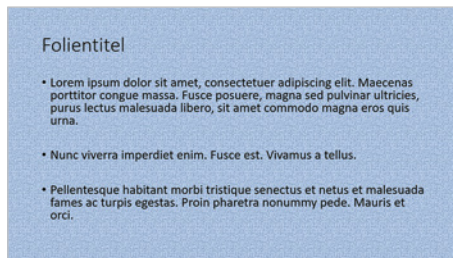 Folientitel
• Lorem ipsum dolor sit amet, consectetuer adipiscing elit. Maecenas
porttitor congue massa. Fusce posuere, magna sed pulvinar ultricies,
purus lectus malesuada libero, sit amet commodo magna eros quis
urna.
• Nunc viverra imperdiet enim. Fusce est. Vivamus a tellus.
• Pellentesque habitant morbi tristique senectus et netus et malesuada
fames ac turpis egestas. Proin pharetra nonummy pede. Mauris et
orci.